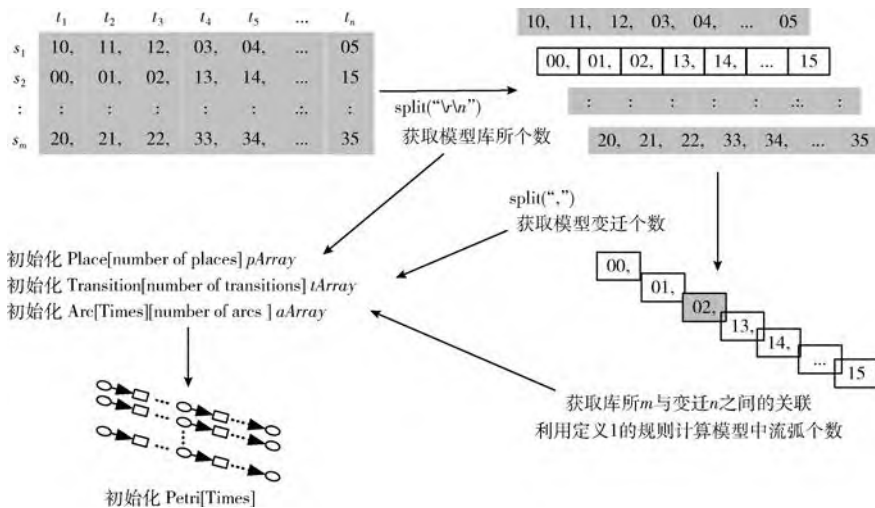 t1 t2 t3 t4 t5 ... tn
s1 10, 11, 12, 03, 04, ... 05
s2 00, 01, 02, 13, 14, ... 15
: : : : : : .:. :
sm 20, 21, 22, 33, 34, ... 35
10, 11, 12, 03, 04, ... 05
00, 01, 02, 13, 14, ... 15
: : : : .:. :
20, 21, 22, 33, 34, ... 35
split(“\r\n”)
获取模型库所个数
split(“,”)
获取模型变迁个数
初始化 Place[number of places] pArray
初始化 Transition[number of transitions] tArray
初始化 Arc[Times][number of arcs ] aArray
00,
01,
02,
13,
14,
...
15
获取库所m与变迁n之间的关联
利用定义1的规则计算模型中流弧个数
初始化 Petri[Times]